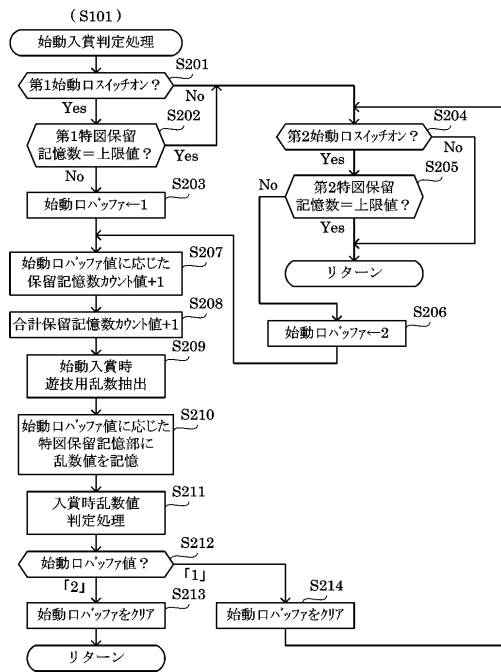 (S101)
始動入賞判定処理
S201
第1始動口スイッチオン?
No
Yes
S202
第1特図保留
記憶数=上限値?
Yes
No
S203
始動口バッファ←1
S204
第2始動口スイッチオン?
Yes
No
S205
第2特図保留
記憶数=上限値?
No
Yes
リターン
S206
始動口バッファ←2
S207
始動口バッファ値に応じた
保留記憶数カウント値+1
S208
合計保留記憶数カウント値+1
S209
始動入賞時
遊技用乱数抽出
S210
始動口バッファ値に応じた
特図保留記憶部に
乱数値を記憶
S211
入賞時乱数値
判定処理
S212
始動口バッファ値?
「2」
「1」
S213
始動口バッファをクリア
S214
始動口バッファをクリア
リターン